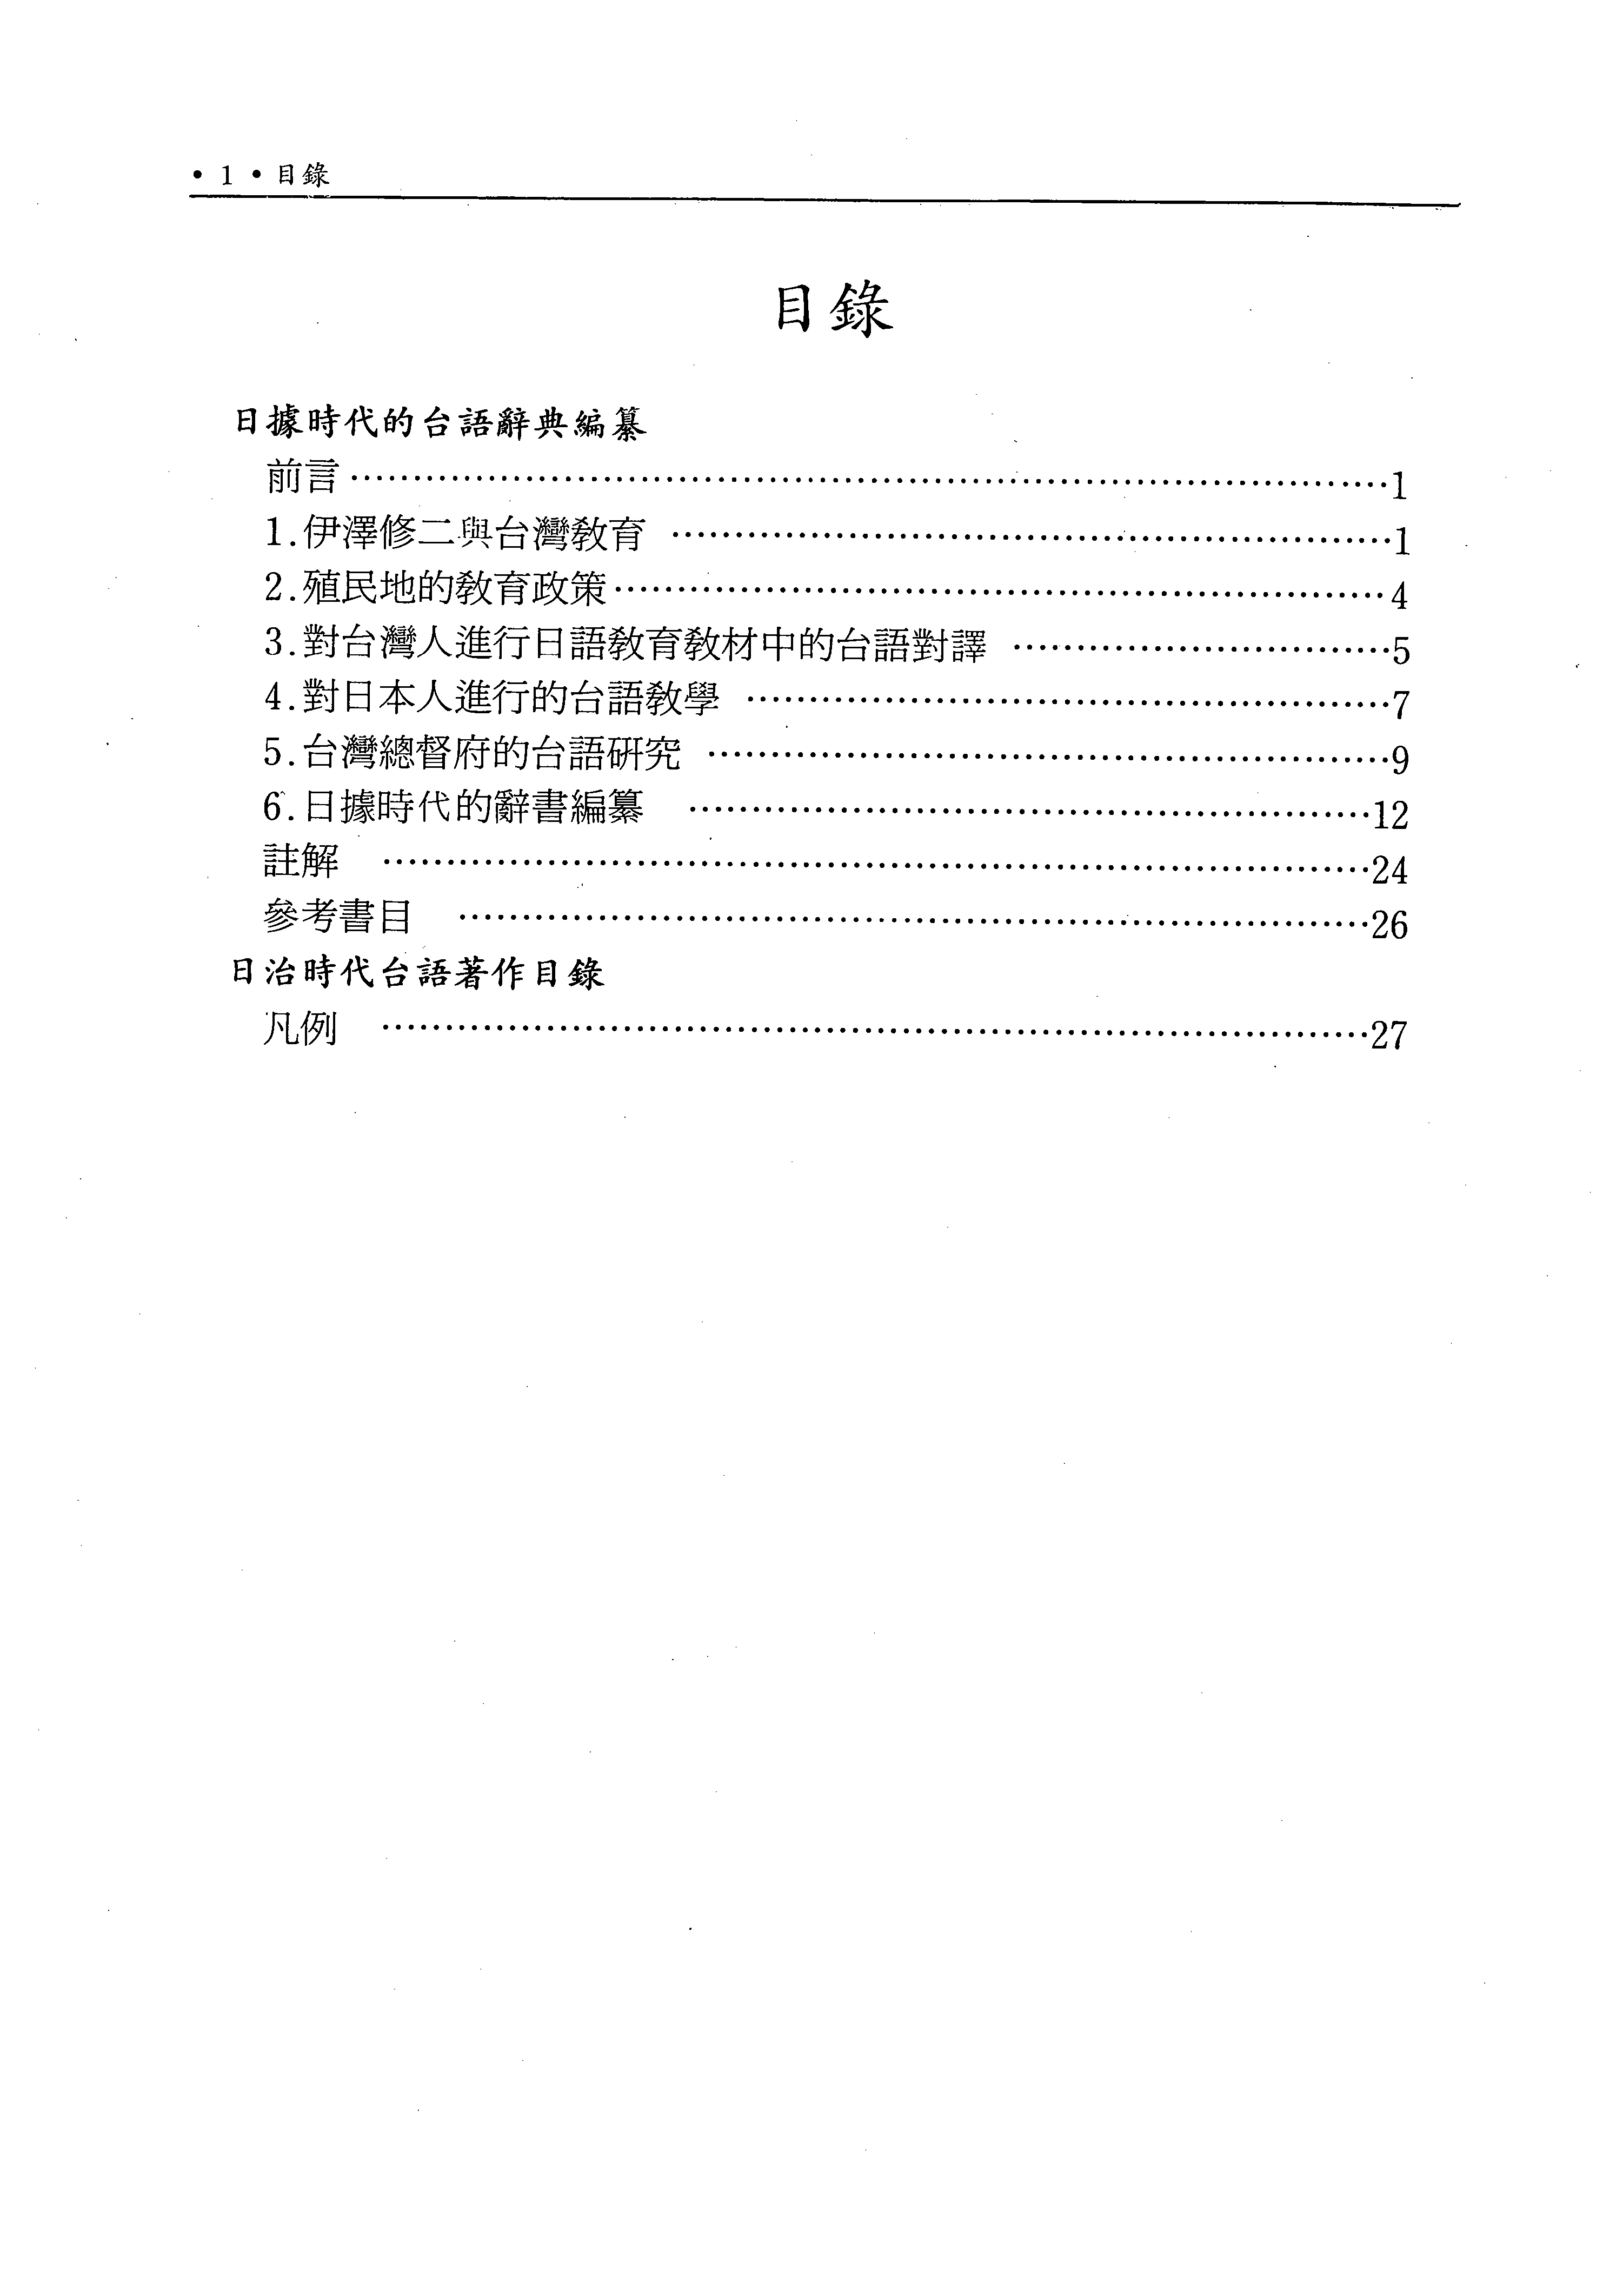 • 1 • 目錄
目錄
日據時代的台語辭典編纂
前言……………………………………………………………………1
1.伊澤修二與台灣教育 ………………………………………………1
2.殖民地的教育政策……………………………………………………4
3.對台灣人進行日語教育教材中的台語對譯 …………………………5
4.對日本人進行的台語教學 ……………………………………………7
5.台灣總督府的台語研究 ………………………………………………9
6.日據時代的辭書編纂 ………………………………………………12
註解 ……………………………………………………………………24
參考書目 ………………………………………………………………26
日治時代台語著作目錄
凡例 ……………………………………………………………………27